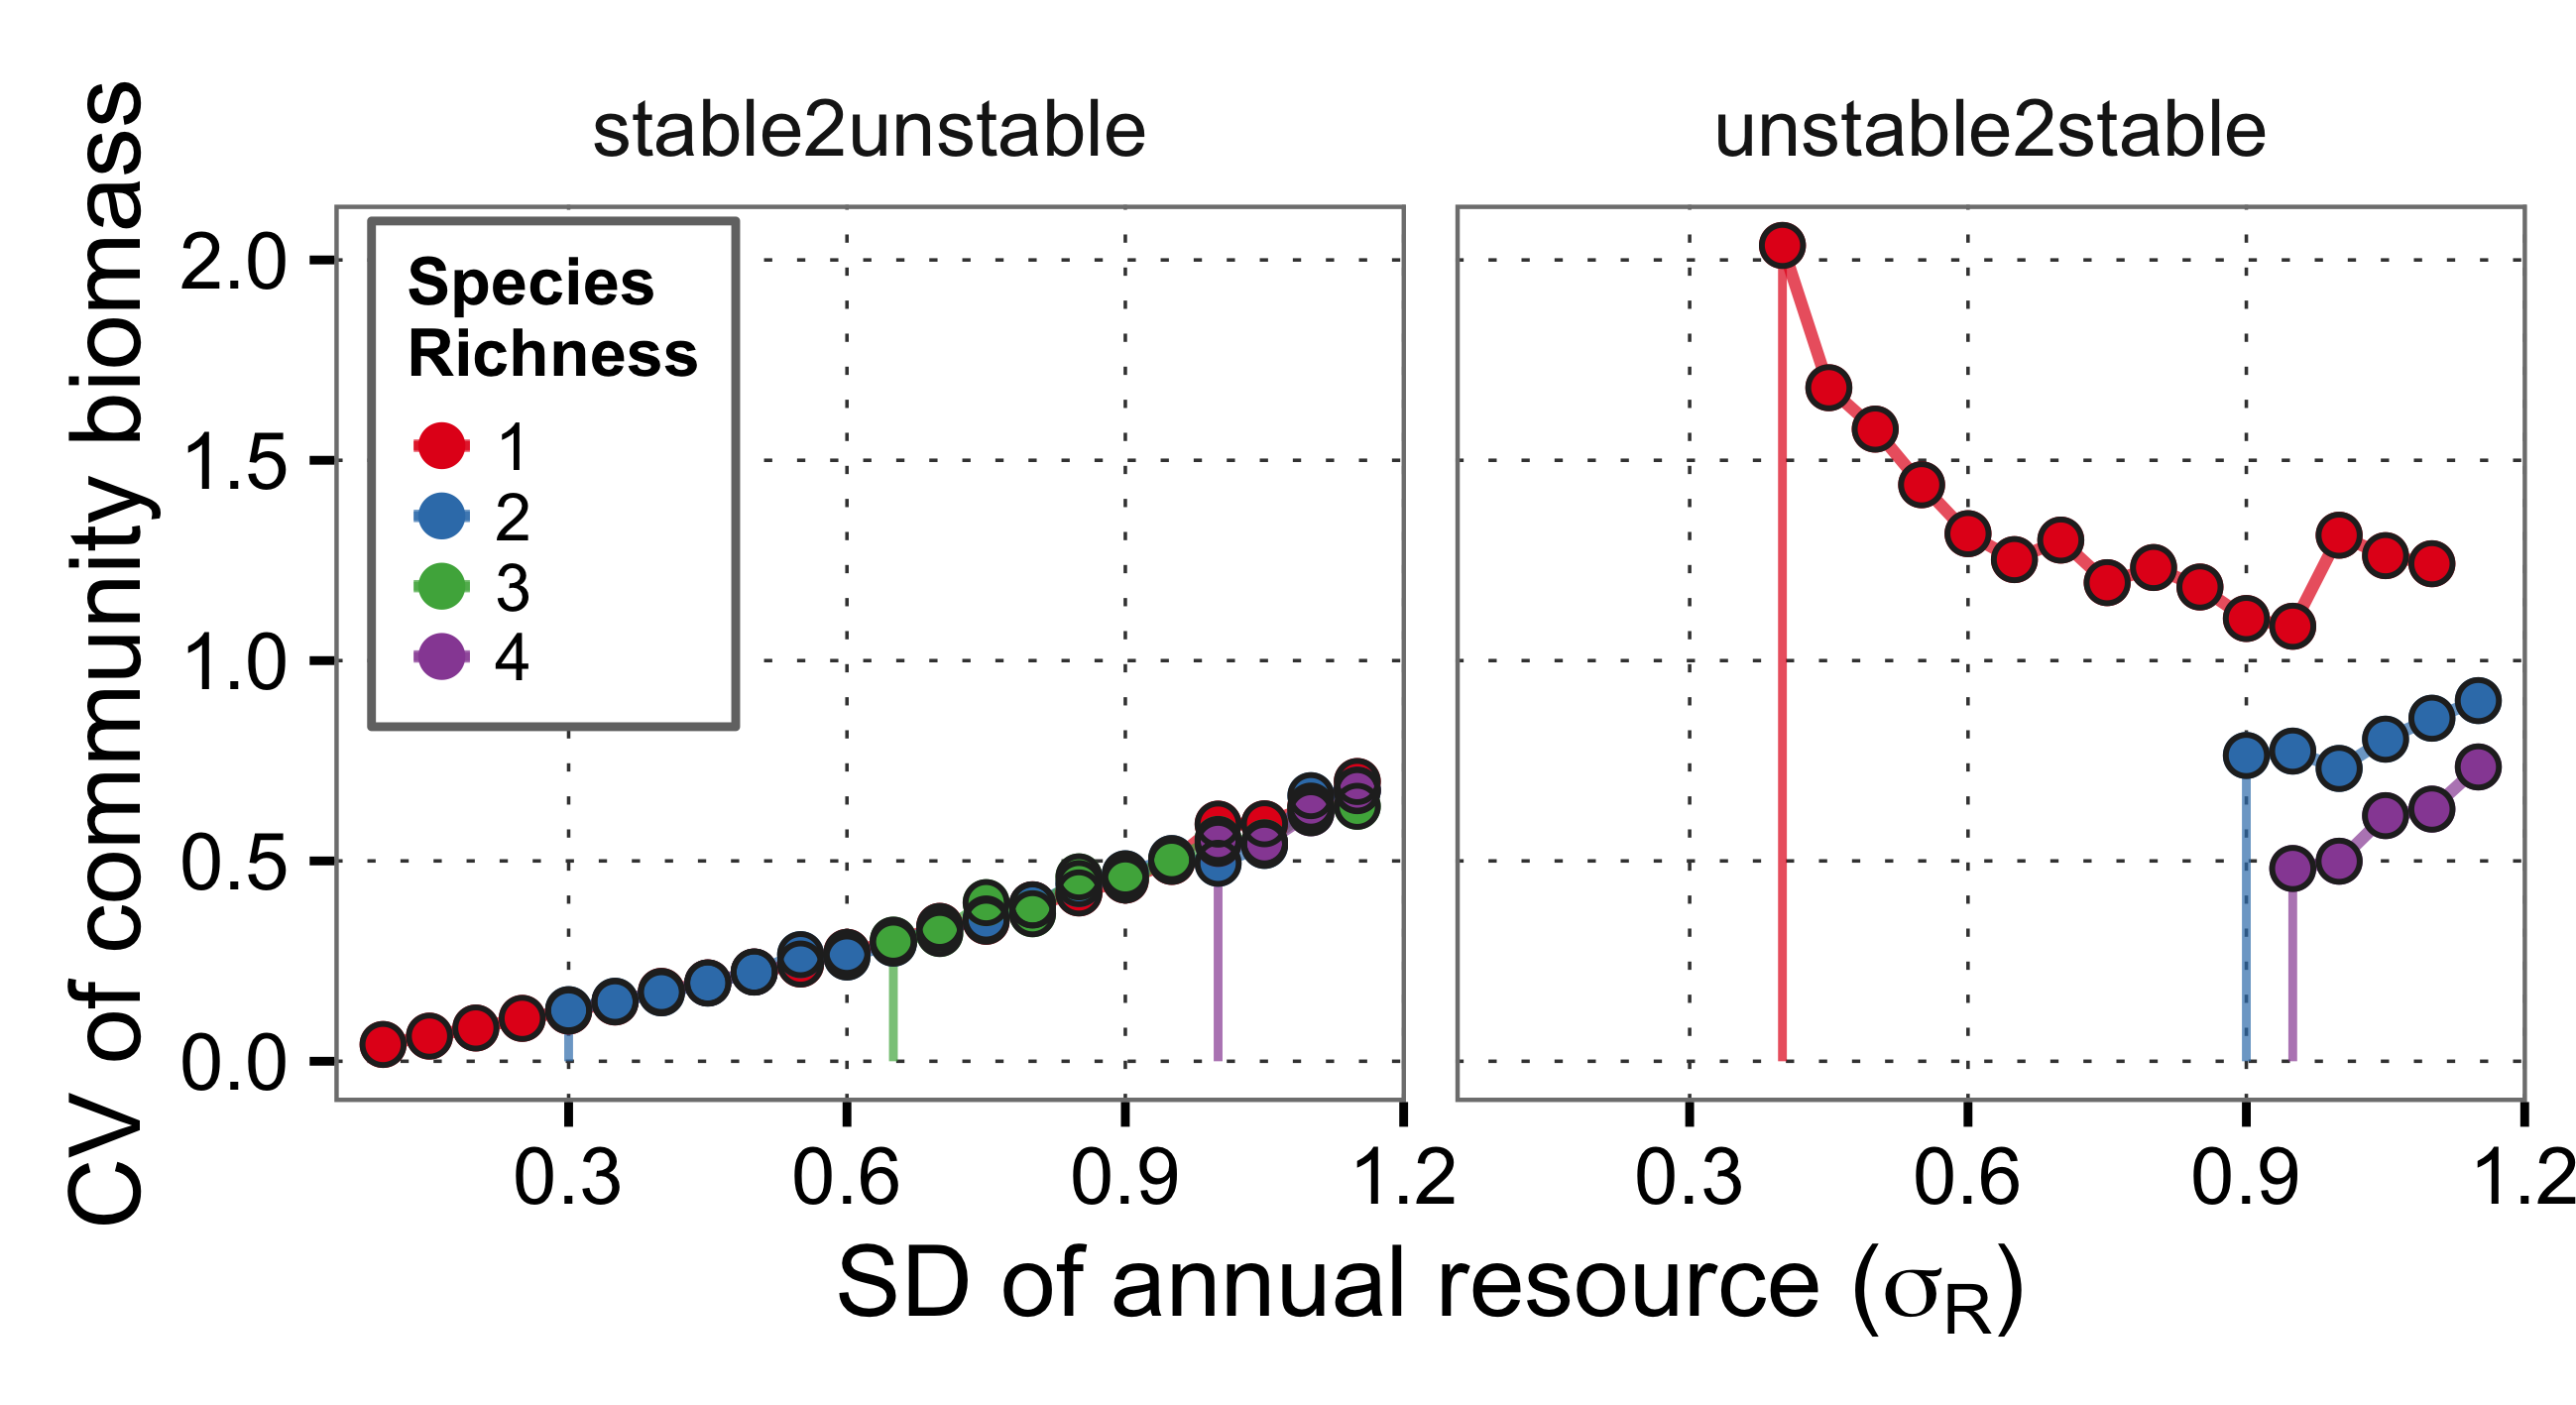 stable2unstable
unstable2stable
CV of community biomass
2.0
1.5
1.0
0.5
0.0
Species
Richness
1
2
3
4
0.3 0.6 0.9 1.2
0.3 0.6 0.9 1.2
SD of annual resource (σR)